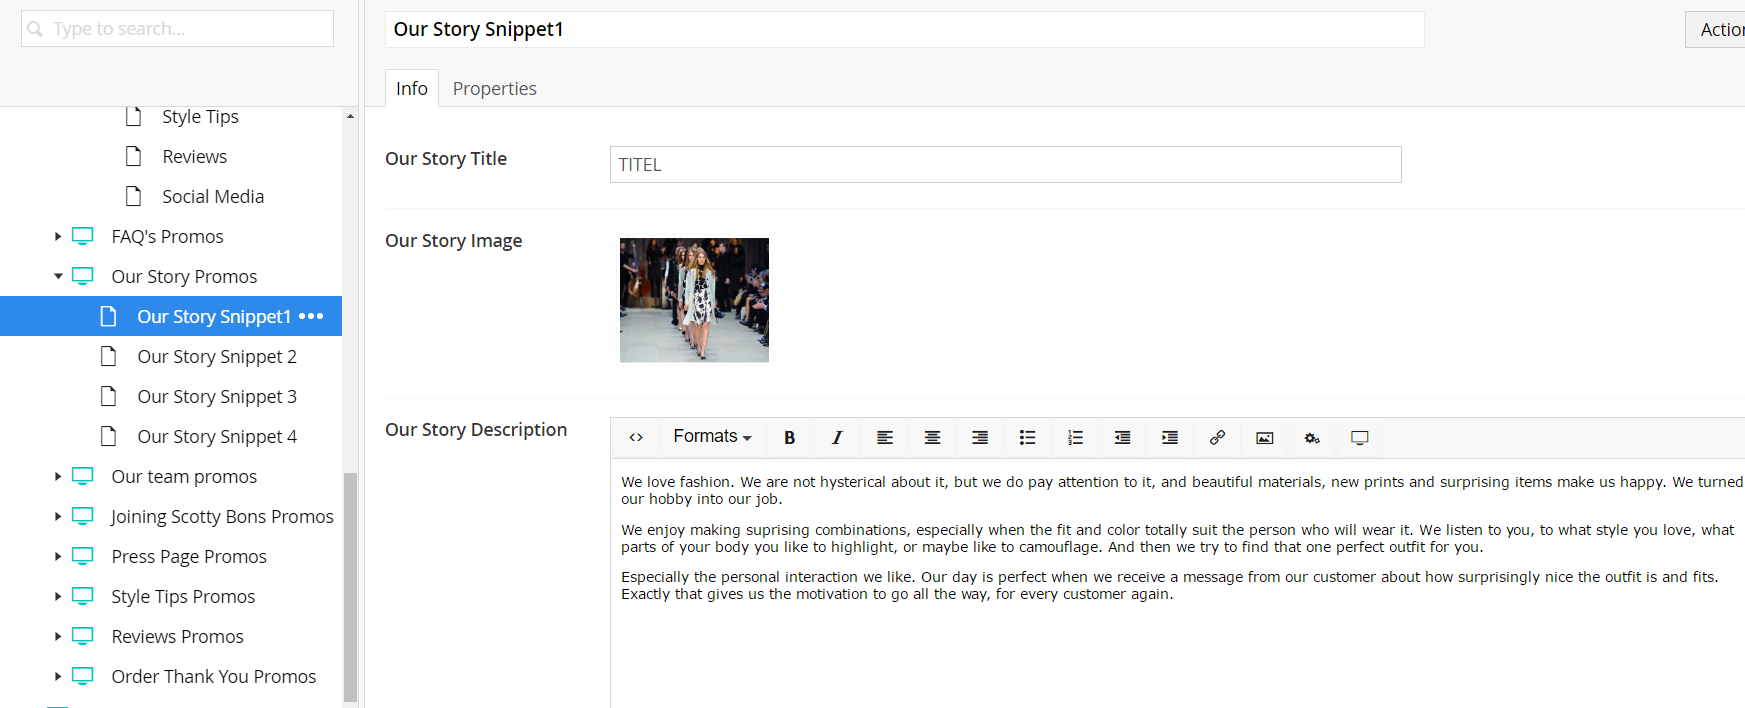 Type to search...
Our Story Snippet1
Info
Properties
Style Tips
Reviews
Social Media
FAQ's Promos
Our Story Promos
Our Story Snippet1
Our Story Snippet 2
Our Story Snippet 3
Our Story Snippet 4
Our team promos
Joining Scotty Bons Promos
Press Page Promos
Style Tips Promos
Reviews Promos
Order Thank You Promos
Our Story Title
TITEL
Our Story Image
Our Story Description
Formats
B
I
We love fashion. We are not hysterical about it, but we do pay attention to it, and beautiful materials, new prints and surprising items make us happy. We turned
our hobby into our job.
We enjoy making suprising combinations, especially when the fit and color totally suit the person who will wear it. We listen to you, to what style you love, what
parts of your body you like to highlight, or maybe like to camouflage. And then we try to find that one perfect outfit for you.
Especially the personal interaction we like. Our day is perfect when we receive a message from our customer about how surprisingly nice the outfit is and fits.
Exactly that gives us the motivation to go all the way, for every customer again.